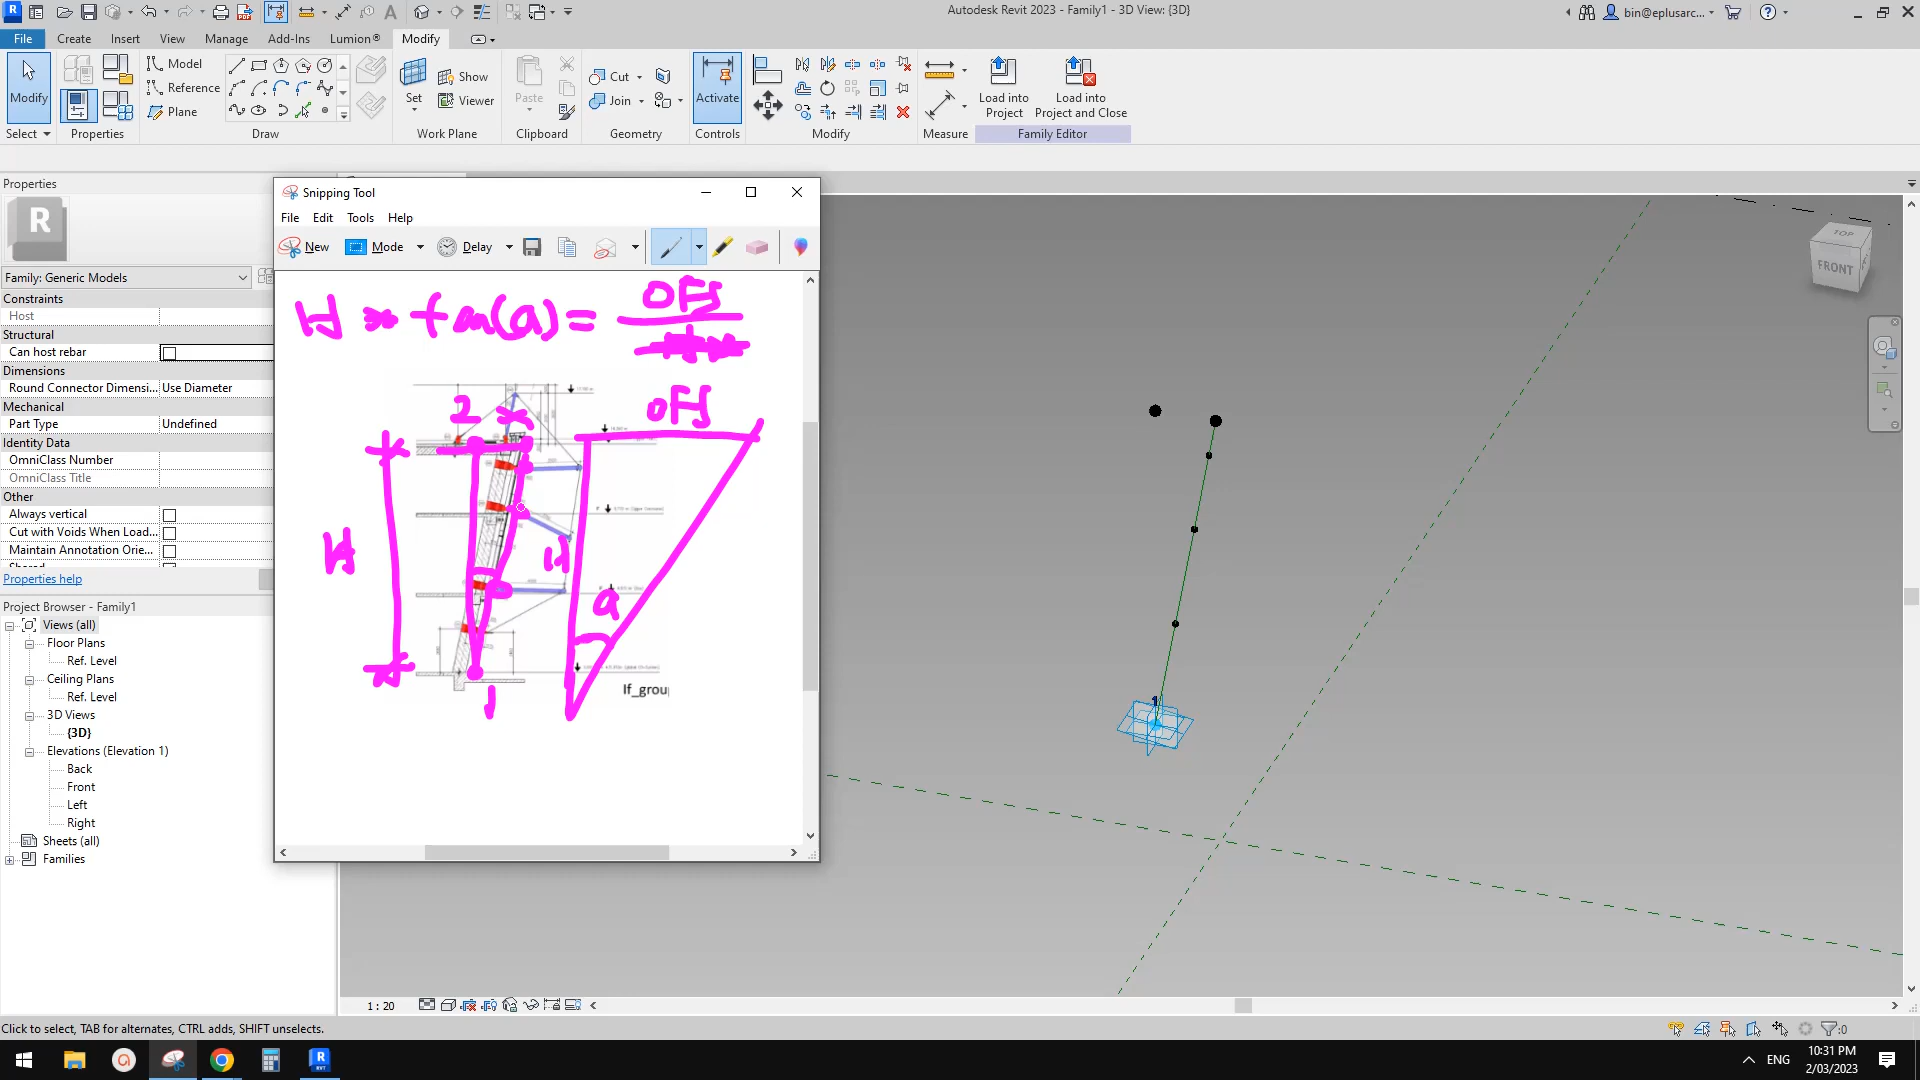 Autodesk Revit 2023 - Family1 - 3D View: {3D}
bin@eplusarc...
File Create Insert View Manage Add-Ins Lumion® Modify
Modify
Model
Reference
Plane
Set
Show
Viewer
Paste
Cut
Join
Activate
Load into
Project
Load into
Project and Close
Select Properties Draw Work Plane Clipboard Geometry Controls Modify Measure Family Editor
Properties
R
Family: Generic Models
Constraints
Host
Structural
Can host rebar
Dimensions
Round Connector Dimensi... Use Diameter
Mechanical
Part Type Undefined
Identity Data
OmniClass Number
OmniClass Title
Other
Always vertical
Cut with Voids When Load...
Maintain Annotation Orie...
Properties help
Project Browser - Family1
Views (all)
Floor Plans
Ref. Level
Ceiling Plans
Ref. Level
3D Views
{3D}
Elevations (Elevation 1)
Back
Front
Left
Right
Sheets (all)
Families
Snipping Tool
File Edit Tools Help
New Mode Delay
H * tan(a) = Ofs
2
Ofs
H
H
a
1
If_grou
TOP
FRONT
1
1 : 20
Click to select, TAB for alternates, CTRL adds, SHIFT unselects.
:0
ENG
10:31 PM
2/03/2023